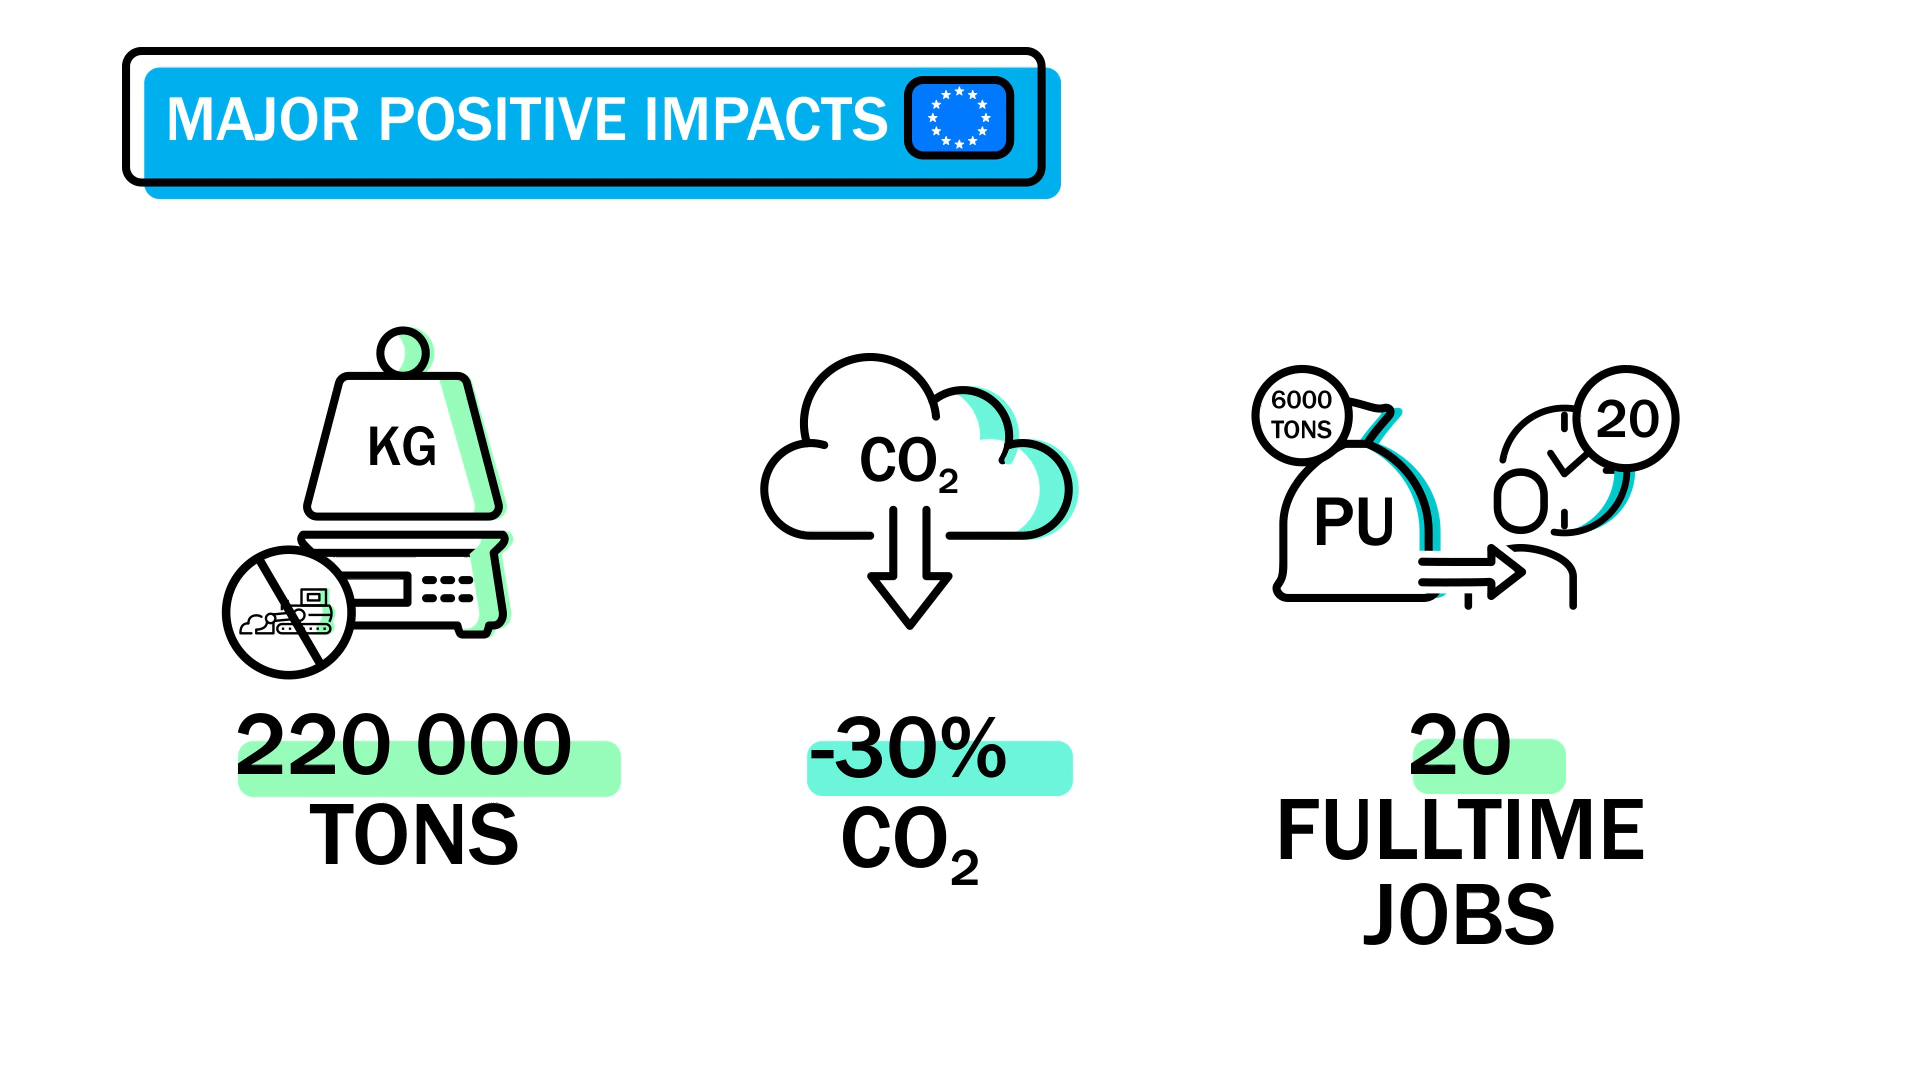 MAJOR POSITIVE IMPACTS
KG
CO₂
6000
TONS
PU
20
220 000
TONS
-30%
CO₂
20
FULLTIME
JOBS